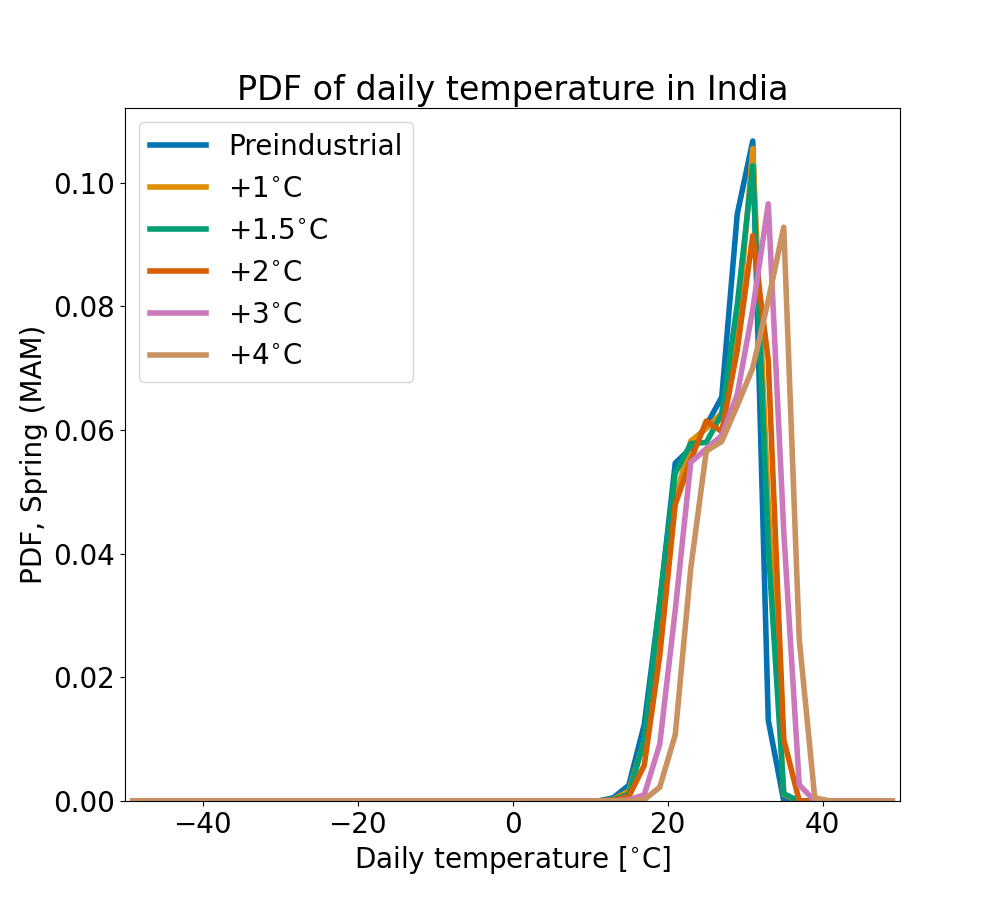 PDF of daily temperature in India
Preindustrial
+1°C
+1.5°C
+2°C
+3°C
+4°C
0.10
0.08
0.06
0.04
0.02
0.00
PDF, Spring (MAM)
−40
−20
0
20
40
Daily temperature [°C]